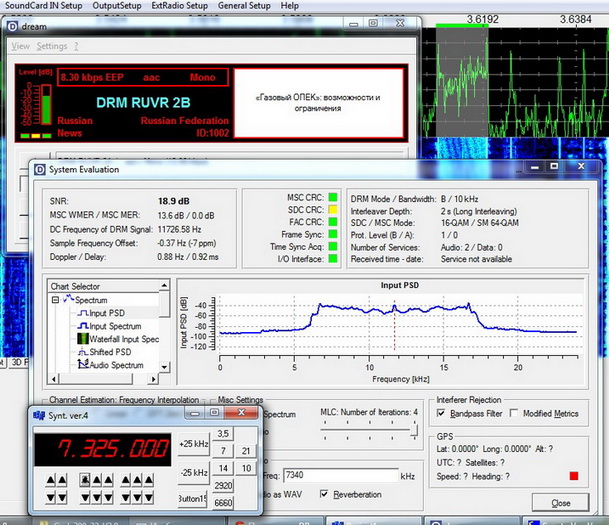 SoundCard IN Setup OutputSetup ExtRadio Setup General Setup Help
3.6192 3.6384
dream
View Settings ?
Level [dB]
8.30 kbps EEP aac Mono
DRM RUVR 2B
Russian Russian Federation
News ID:1002
«Газовый ОПЕК»: возможности и
ограничения
System Evaluation
SNR: 18.9 dB
MSC WMER / MSC MER: 13.6 dB / 0.0 dB
DC Frequency of DRM Signal: 11726.58 Hz
Sample Frequency Offset: -0.37 Hz (-7 ppm)
Doppler / Delay: 0.88 Hz / 0.92 ms
MSC CRC:
SDC CRC:
FAC CRC:
Frame Sync:
Time Sync Acq:
I/O Interface:
DRM Mode / Bandwidth: B / 10 kHz
Interleaver Depth: 2 s (Long Interleaving)
SDC / MSC Mode: 16-QAM / SM 64-QAM
Prot. Level (B / A): 1 / 0
Number of Services: Audio: 2 / Data: 0
Received time - date: Service not available
Chart Selector
Spectrum
Input PSD
Input Spectrum
Waterfall Input Spec
Shifted PSD
Audio Spectrum
Input PSD
Input PSD [dB]
-40
-60
-80
-100
-120
0 5 10 15 20
Frequency [kHz]
Channel Estimation: Frequency Interpolation
Misc Settings
Spectrum
MLC: Number of Iterations: 4
Freq: 7340 kHz
o as WAV Reverberation
Interferer Rejection
Bandpass Filter Modified Metrics
GPS
Lat: 0.0000° Long: 0.0000° Alt: ?
UTC: ? Satellites: ?
Speed: ? Heading: ?
Close
Synt. ver.4
7.325.000
+25 kHz
-25 kHz
Button15
3,5
7 21
14 10
2920
6660